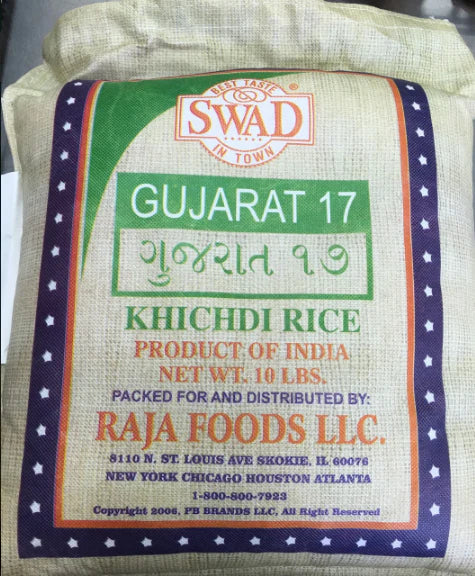 BEST TASTE
SWAD®
IN TOWN
GUJARAT 17
ગુજરાત ૧૭
KHICHDI RICE
PRODUCT OF INDIA
NET WT. 10 LBS.
PACKED FOR AND DISTRIBUTED BY:
RAJA FOODS LLC.
8110 N. ST. LOUIS AVE SKOKIE, IL 60076
NEW YORK CHICAGO HOUSTON ATLANTA
1-800-800-7923
Copyright 2006, PB BRANDS LLC, All Right Reserved